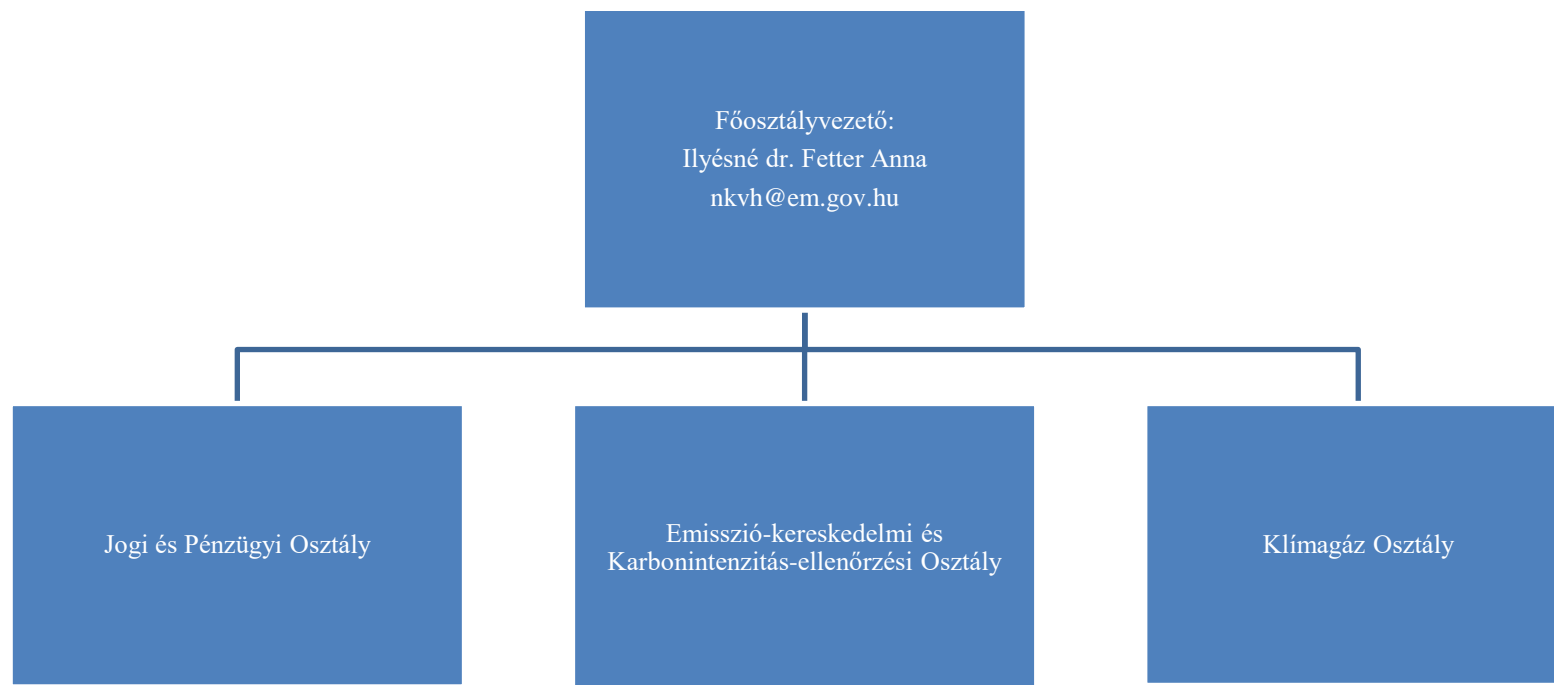 Főosztályvezető:
Ilyésné dr. Fetter Anna
nkvh@em.gov.hu
Jogi és Pénzügyi Osztály
Emisszió-kereskedelmi és
Karbonintenzitás-ellenőrzési Osztály
Klímagáz Osztály